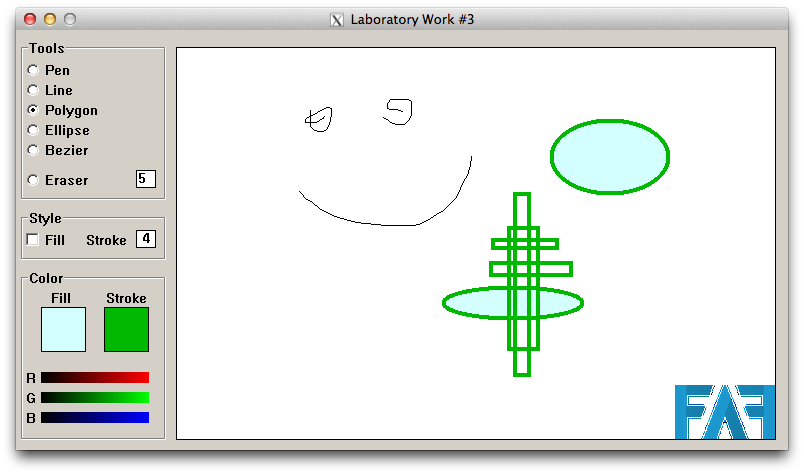 Laboratory Work #3
Tools
Pen
Line
Polygon
Ellipse
Bezier
Eraser 5
Style
Fill Stroke 4
Color
Fill Stroke
R
G
B
FAF